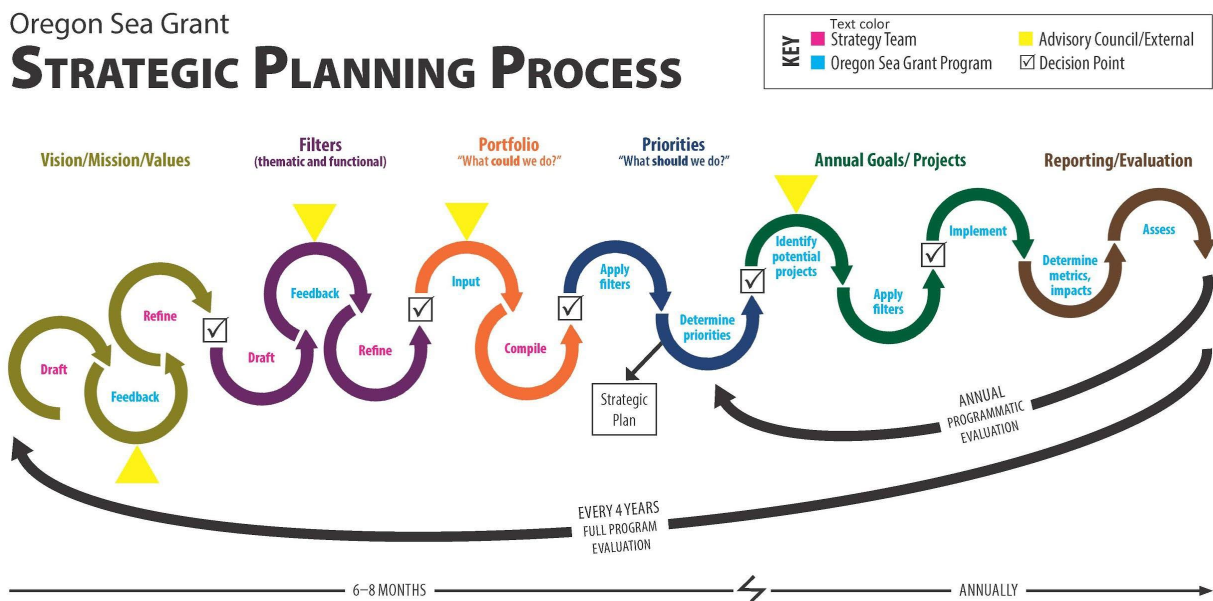 Oregon Sea Grant
STRATEGIC PLANNING PROCESS
KEY
Text color
Strategy Team
Oregon Sea Grant Program
Advisory Council/External
Decision Point
Vision/Mission/Values
Filters
(thematic and functional)
Portfolio
"What could we do?"
Priorities
"What should we do?"
Annual Goals/ Projects
Reporting/Evaluation
Draft
Feedback
Refine
Draft
Feedback
Refine
Input
Compile
Apply
filters
Determine
priorities
Strategic
Plan
Identify
potential
projects
Apply
filters
Implement
Determine
metrics,
impacts
Assess
ANNUAL
PROGRAMMATIC
EVALUATION
EVERY 4 YEARS
FULL PROGRAM
EVALUATION
6–8 MONTHS
ANNUALLY